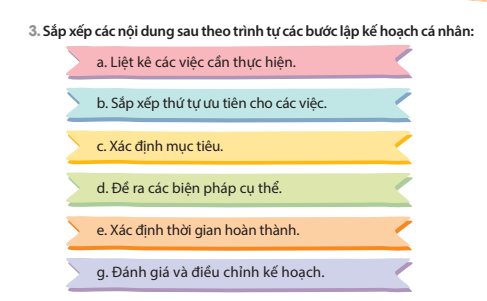 3. Sắp xếp các nội dung sau theo trình tự các bước lập kế hoạch cá nhân:
a. Liệt kê các việc cần thực hiện.
b. Sắp xếp thứ tự ưu tiên cho các việc.
c. Xác định mục tiêu.
d. Đề ra các biện pháp cụ thể.
e. Xác định thời gian hoàn thành.
g. Đánh giá và điều chỉnh kế hoạch.